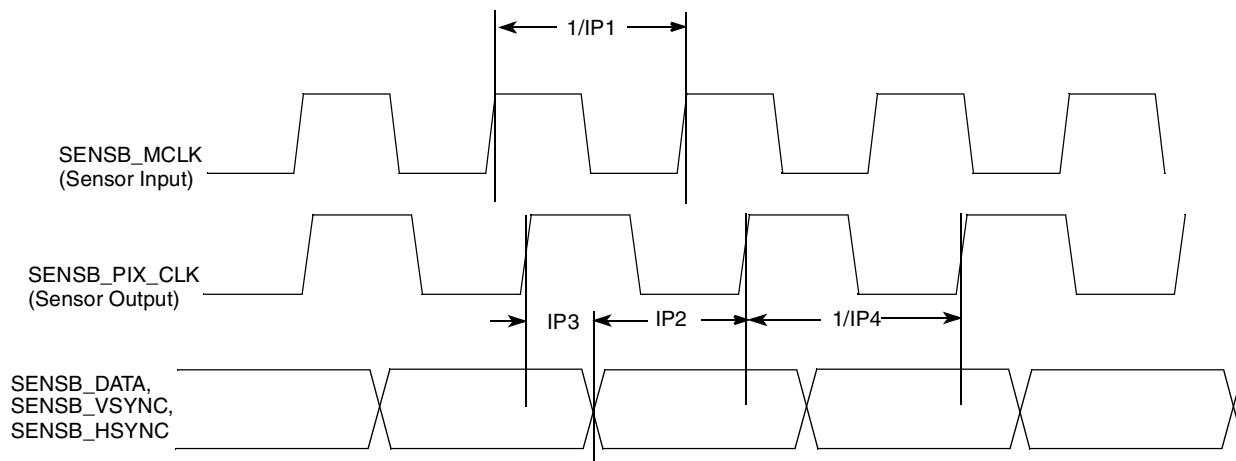 1/IP1
SENSB_MCLK
(Sensor Input)
SENSB_PIX_CLK
(Sensor Output)
IP3
IP2
1/IP4
SENSB_DATA,
SENSB_VSYNC,
SENSB_HSYNC